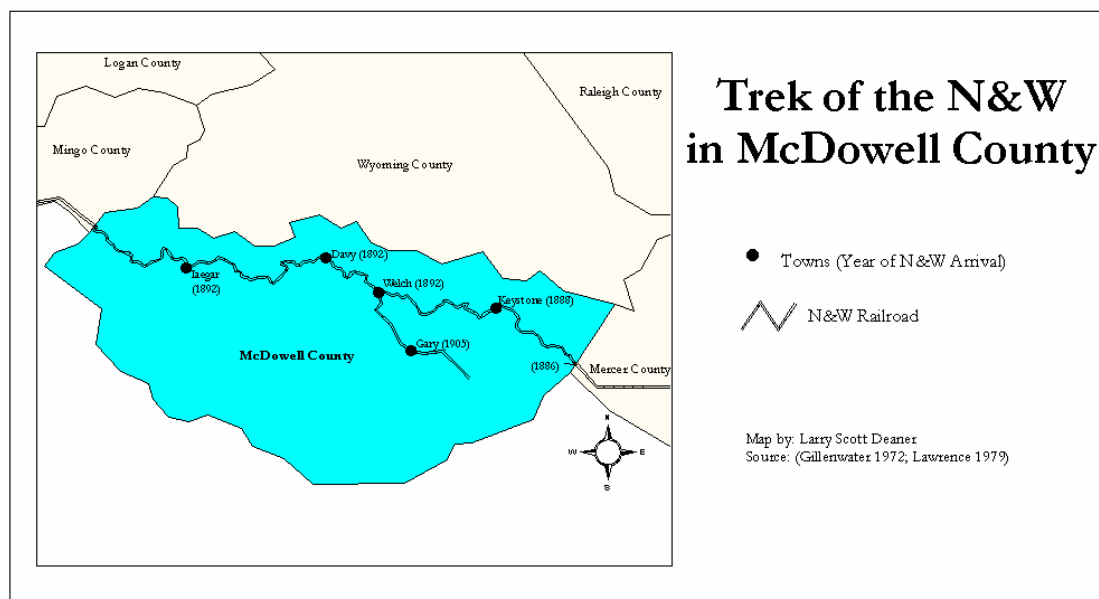 Trek of the N&W
in McDowell County
Logan County
Raleigh County
Mingo County
Wyoming County
Davy (1892)
Iaegar
(1892)
Welch (1892)
Keystone (1888)
Gary (1905)
McDowell County
(1886)
Mercer County
N
W
E
S
Towns (Year of N&W Arrival)
N&W Railroad
Map by: Larry Scott Deaner
Source: (Gillenwater 1972; Lawrence 1979)